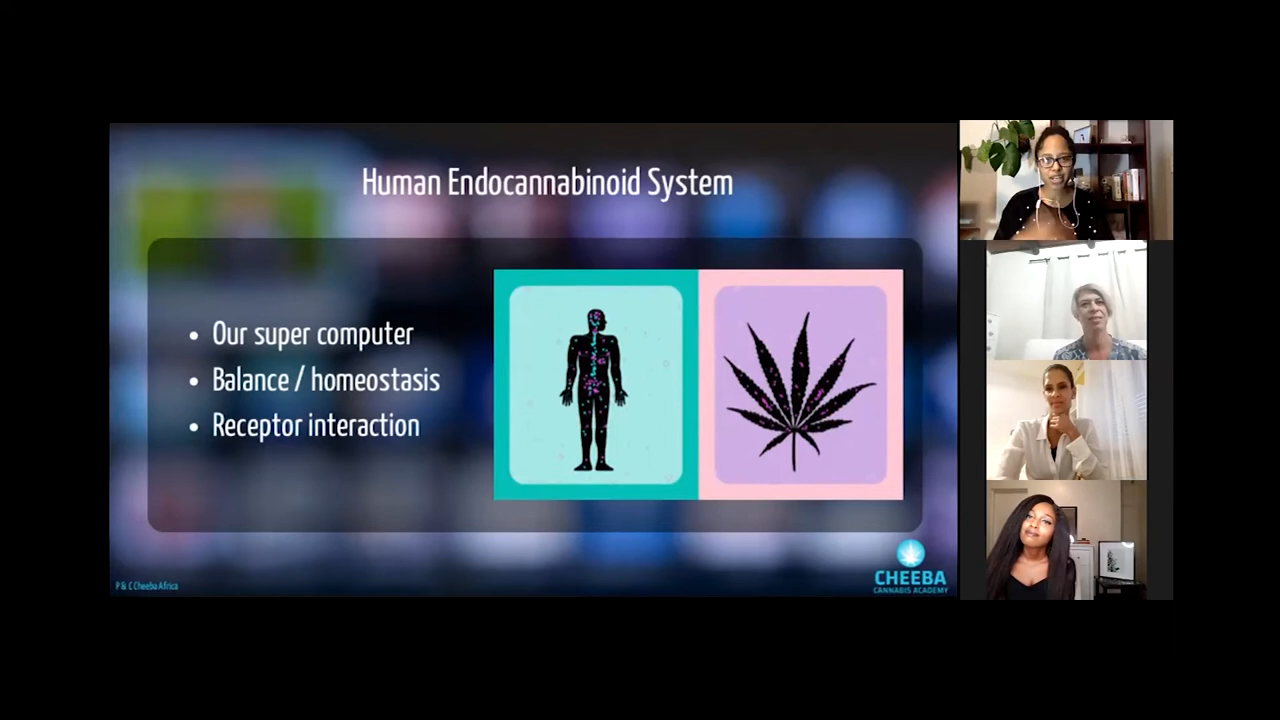 Human Endocannabinoid System
• Our super computer
• Balance / homeostasis
• Receptor interaction
P & C Cheeba Africa
CHEEBA
CANNABIS ACADEMY